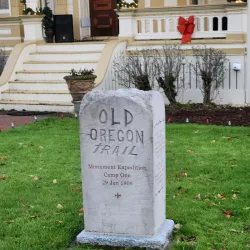 OLD
OREGON
TRAIL
Monument Expedition
Camp One
29 Jan 1906